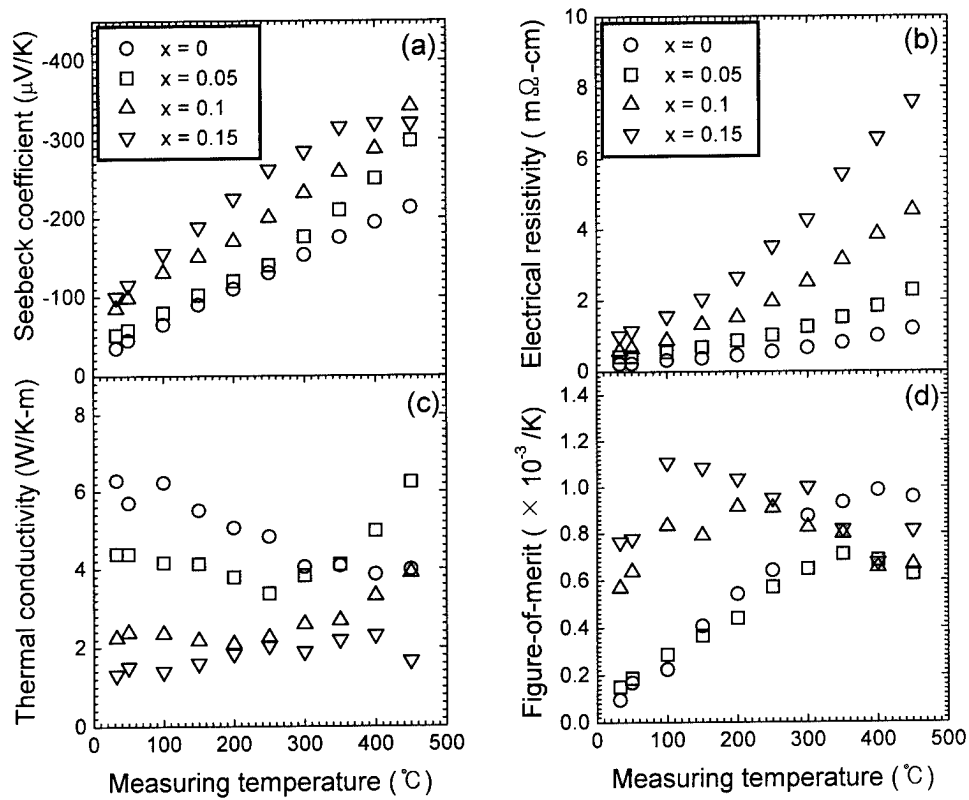 (a)
x = 0
x = 0.05
x = 0.1
x = 0.15
-400
-300
-200
-100
0
Seebeck coefficient (μV/K)
(b)
x = 0
x = 0.05
x = 0.1
x = 0.15
10
8
6
4
2
0
Electrical resistivity ( mΩ-cm)
(c)
8
6
4
2
0
Thermal conductivity (W/K-m)
0 100 200 300 400 500
Measuring temperature (℃)
(d)
1.4
1.2
1.0
0.8
0.6
0.4
0.2
0.0
Figure-of-merit ( × 10⁻³ /K)
0 100 200 300 400 500
Measuring temperature (℃)